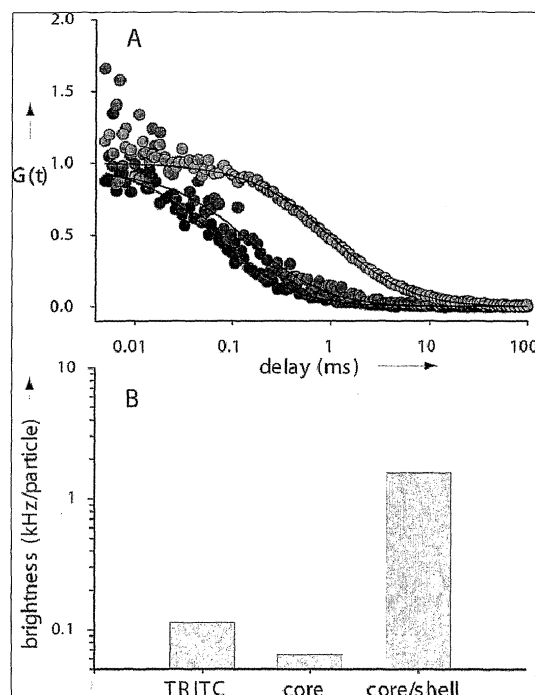 A
2.0
1.5
1.0
G(t)
0.5
0.0
0.01 0.1 1 10 100
delay (ms)
B
10
1
0.1
brightness (kHz/particle)
TRITC core core/shell